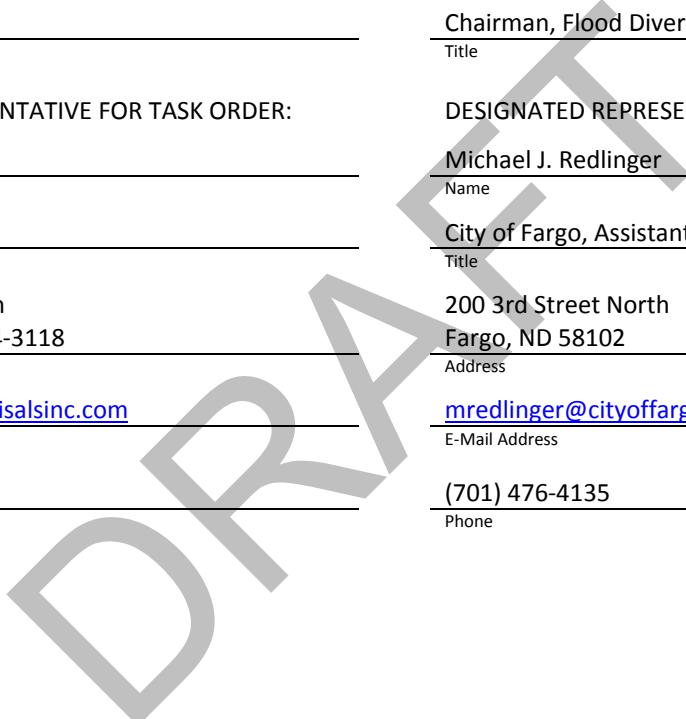 Chairman, Flood Diver
Title
NTATIVE FOR TASK ORDER:
DESIGNATED REPRESE
Michael J. Redlinger
Name
City of Fargo, Assistant
Title
-3118
200 3rd Street North
Fargo, ND 58102
Address
isalsinc.com
mredlinger@cityoffarg
E-Mail Address
(701) 476-4135
Phone
DRAFT